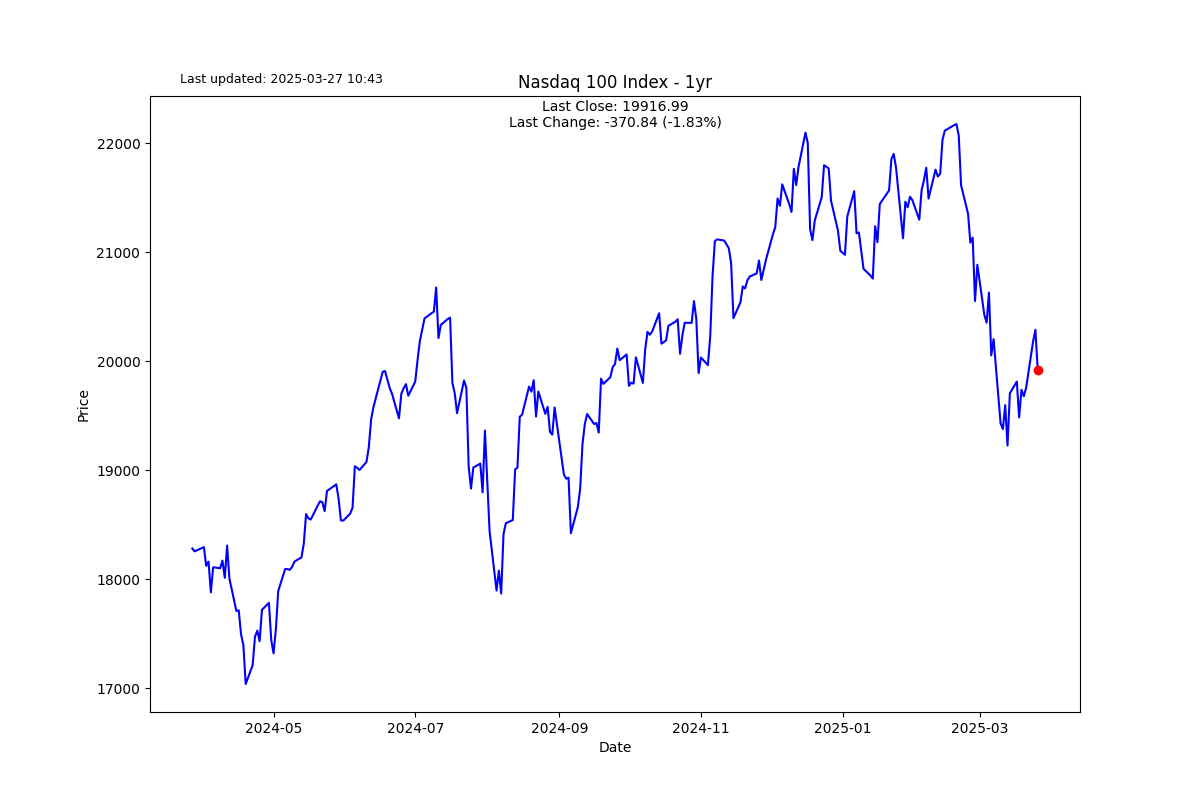 Last updated: 2025-03-27 10:43
Nasdaq 100 Index - 1yr
Last Close: 19916.99
Last Change: -370.84 (-1.83%)
22000
21000
20000
19000
18000
17000
Price
2024-05
2024-07
2024-09
2024-11
2025-01
2025-03
Date